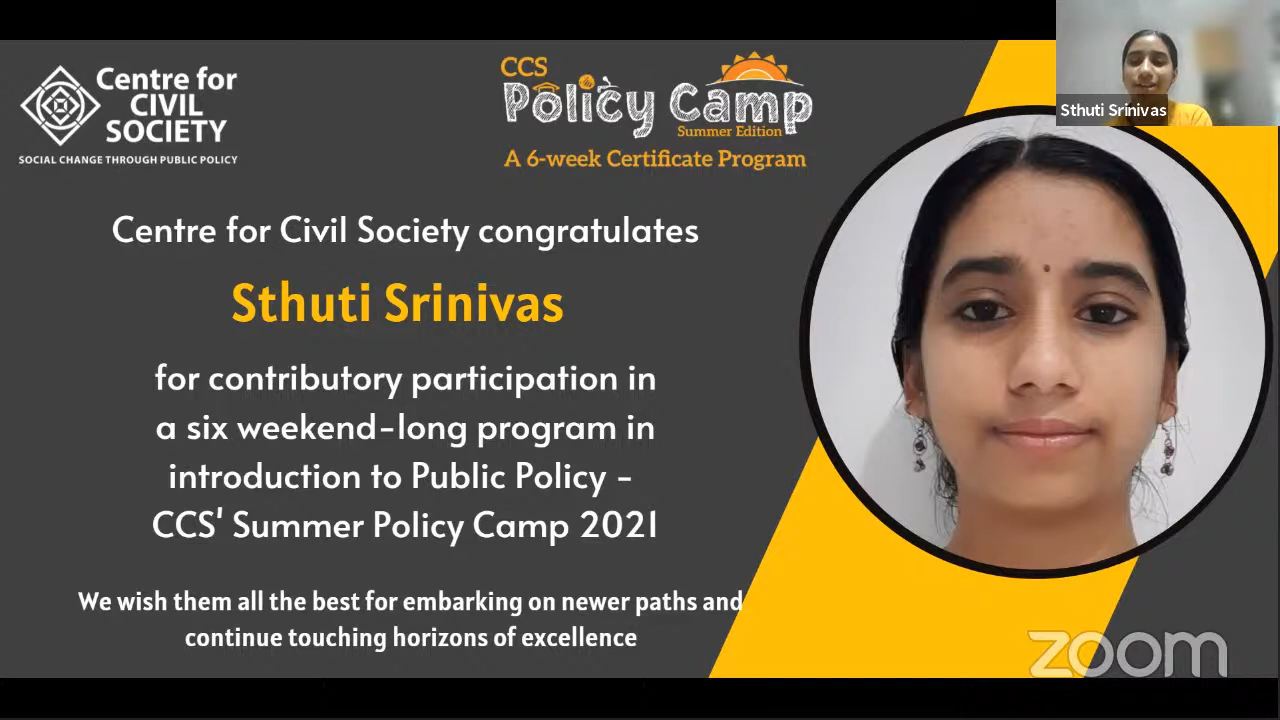 Centre for
CIVIL
SOCIETY
SOCIAL CHANGE THROUGH PUBLIC POLICY
CCS
Policy Camp
Summer Edition
A 6-week Certificate Program
Sthuti Srinivas
Centre for Civil Society congratulates
Sthuti Srinivas
for contributory participation in
a six weekend-long program in
introduction to Public Policy -
CCS' Summer Policy Camp 2021
We wish them all the best for embarking on newer paths and
continue touching horizons of excellence
zoom